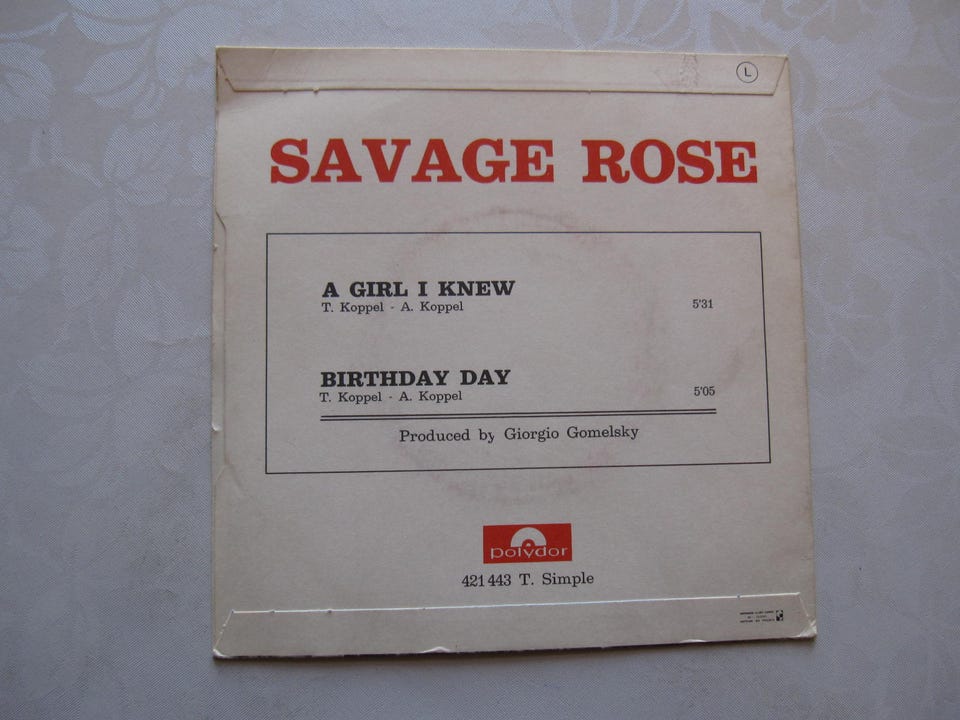 L
SAVAGE ROSE
A GIRL I KNEW
T. Koppel - A. Koppel 5'31
BIRTHDAY DAY
T. Koppel - A. Koppel 5'05
Produced by Giorgio Gomelsky
polydor
421 443 T. Simple